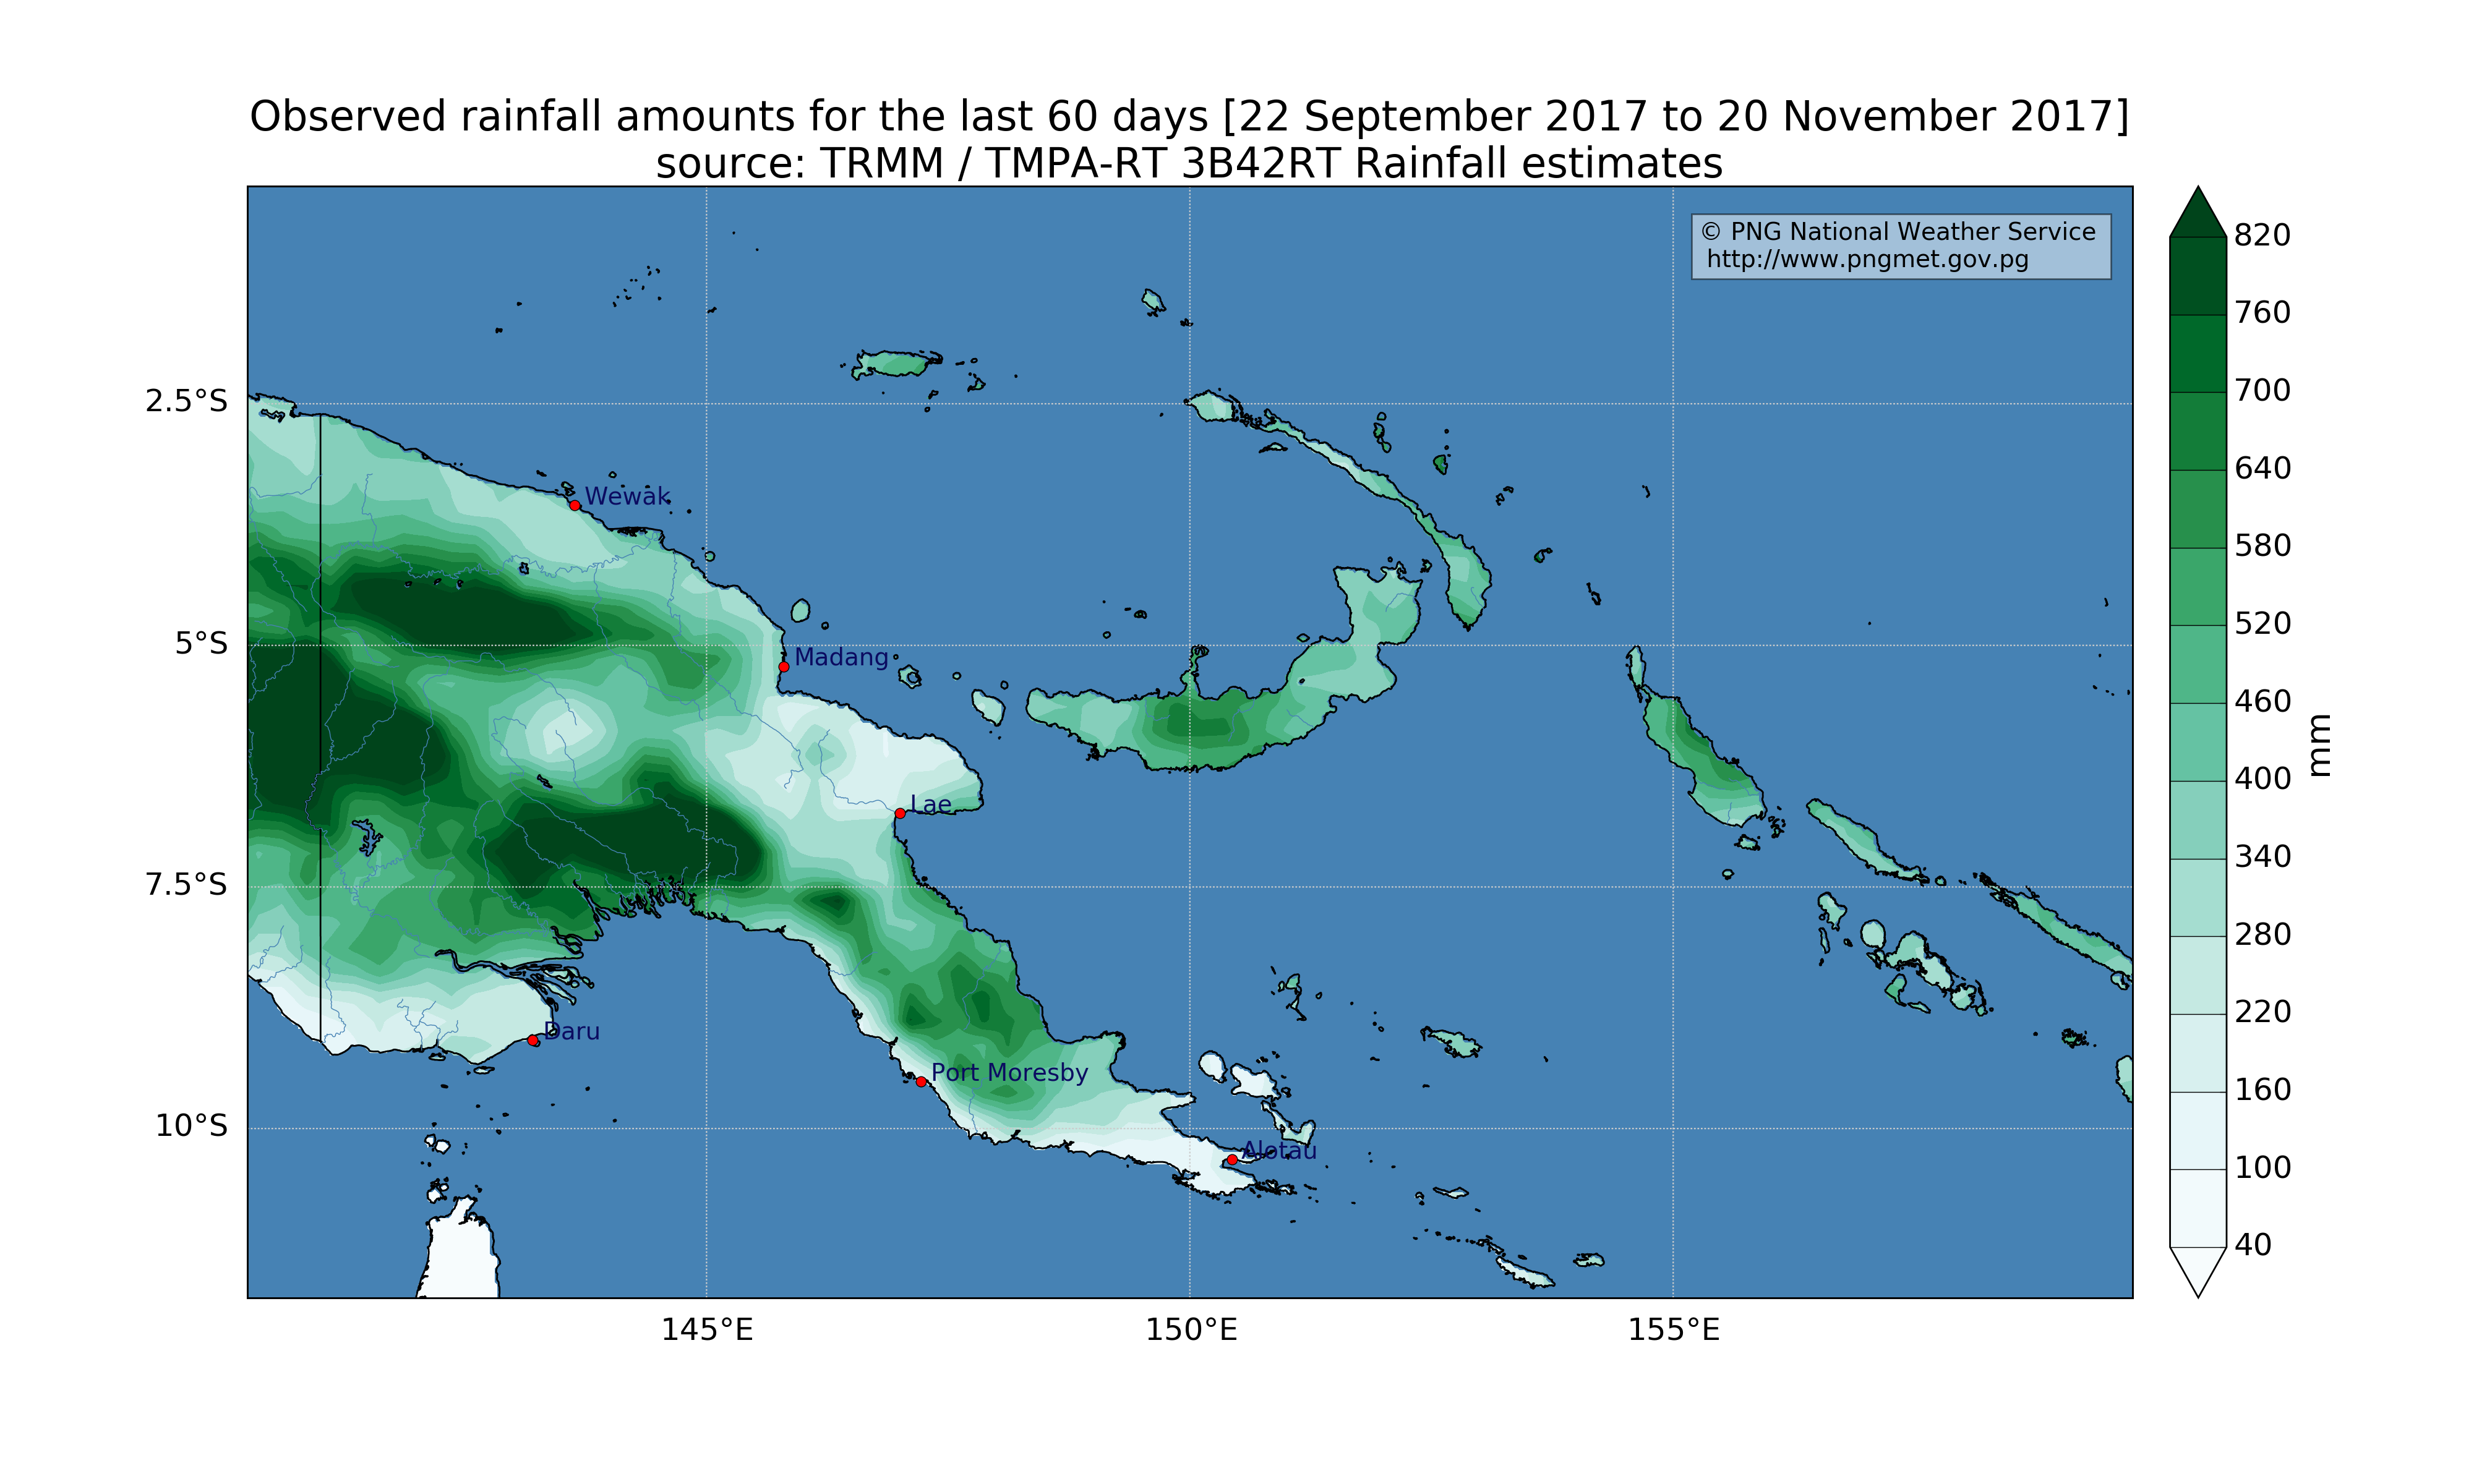 Observed rainfall amounts for the last 60 days [22 September 2017 to 20 November 2017]
source: TRMM / TMPA-RT 3B42RT Rainfall estimates
© PNG National Weather Service
http://www.pngmet.gov.pg
820
760
700
640
580
520
460
400
340
280
220
160
100
40
mm
2.5°S
5°S
7.5°S
10°S
Wewak
Madang
Lae
Daru
Port Moresby
Alotau
145°E
150°E
155°E